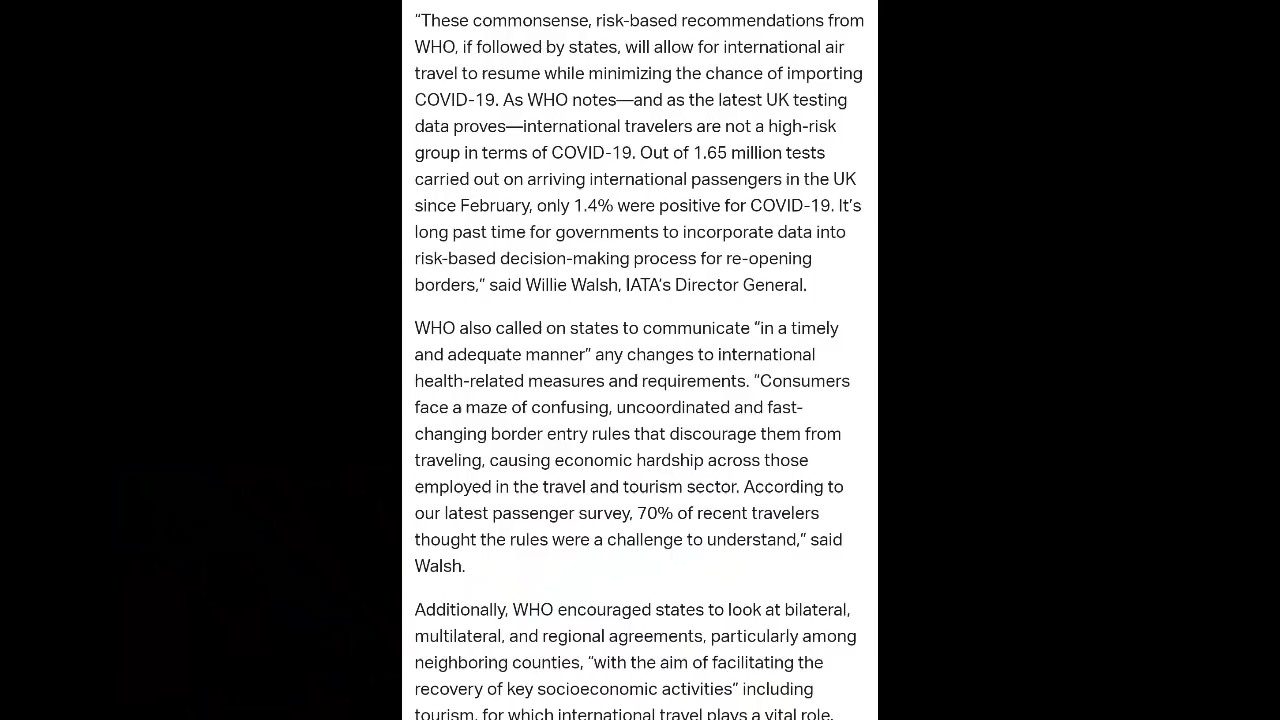 “These commonsense, risk-based recommendations from
WHO, if followed by states, will allow for international air
travel to resume while minimizing the chance of importing
COVID-19. As WHO notes—and as the latest UK testing
data proves—international travelers are not a high-risk
group in terms of COVID-19. Out of 1.65 million tests
carried out on arriving international passengers in the UK
since February, only 1.4% were positive for COVID-19. It’s
long past time for governments to incorporate data into
risk-based decision-making process for re-opening
borders,” said Willie Walsh, IATA’s Director General.
WHO also called on states to communicate “in a timely
and adequate manner” any changes to international
health-related measures and requirements. “Consumers
face a maze of confusing, uncoordinated and fast-
changing border entry rules that discourage them from
traveling, causing economic hardship across those
employed in the travel and tourism sector. According to
our latest passenger survey, 70% of recent travelers
thought the rules were a challenge to understand,” said
Walsh.
Additionally, WHO encouraged states to look at bilateral,
multilateral, and regional agreements, particularly among
neighboring counties, “with the aim of facilitating the
recovery of key socioeconomic activities” including
tourism, for which international travel plays a vital role.